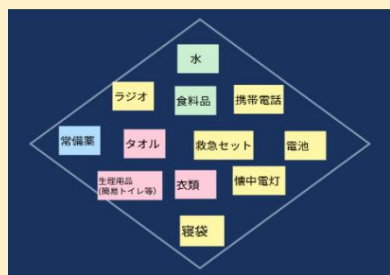 水
ラジオ
食料品
携帯電話
常備薬
タオル
救急セット
電池
生理用品
(簡易トイレ等)
衣類
懐中電灯
寝袋